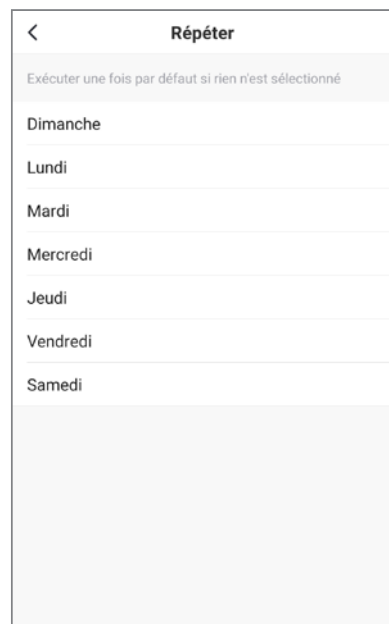 Répéter
Exécuter une fois par défaut si rien n'est sélectionné
Dimanche
Lundi
Mardi
Mercredi
Jeudi
Vendredi
Samedi